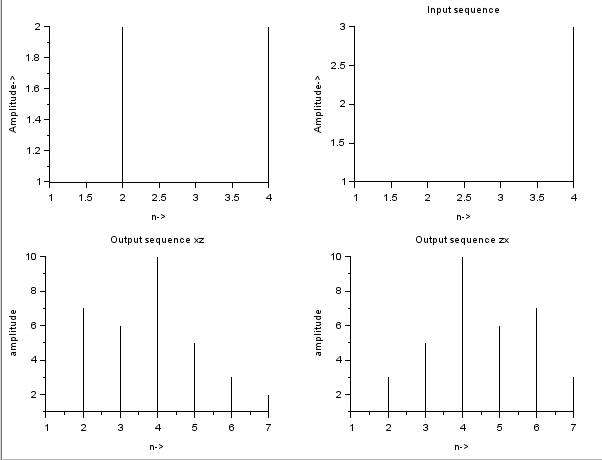 Input sequence
2
1.8
1.6
1.4
1.2
1
Amplitude->
1 1.5 2 2.5 3 3.5 4
n->
3
2.5
2
1.5
1
Amplitude->
1 1.5 2 2.5 3 3.5 4
n->
Output sequence xz
10
8
6
4
2
amplitude
1 2 3 4 5 6 7
n->
Output sequence zx
10
8
6
4
2
amplitude
1 2 3 4 5 6 7
n->